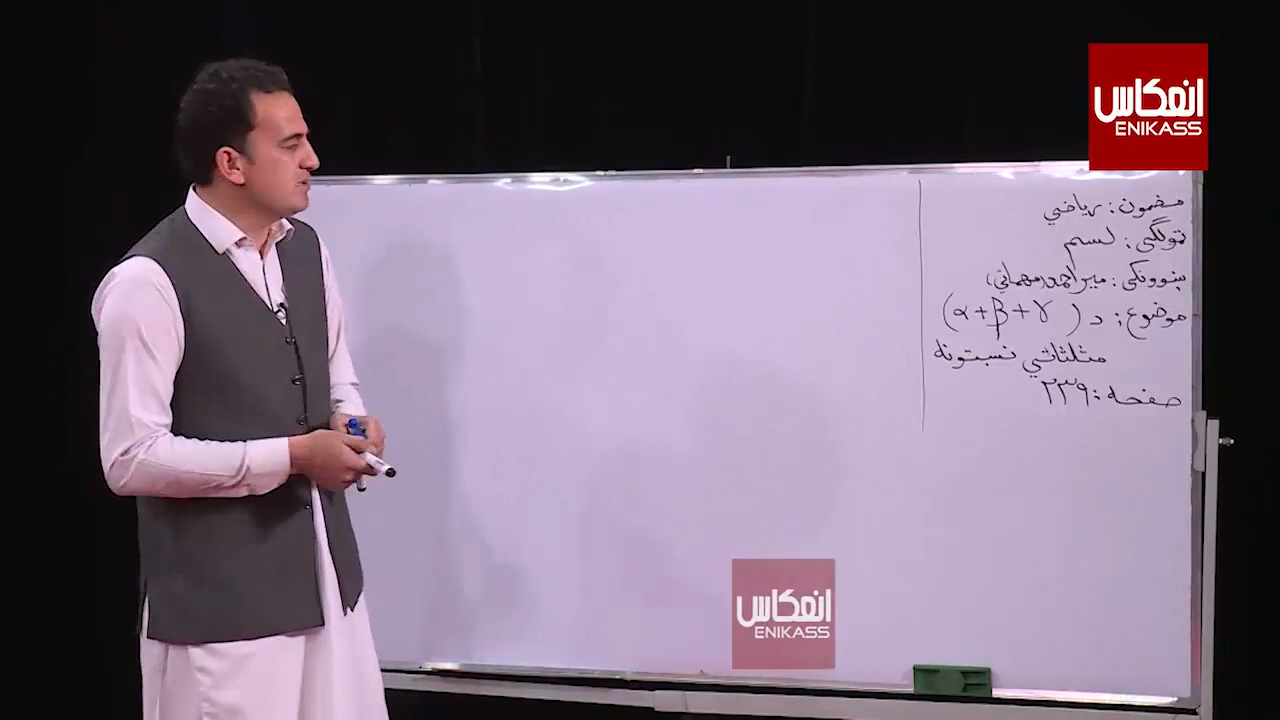 انعکاس
ENIKASS
مضمون: ریاضي
ټولګی: لسم
ښوونکی: میراحمد (مهماني)
موضوع: د (α+β+γ)
مثلثاتي نسبتونه
صفحه: ۲۳۹
انعکاس
ENIKASS